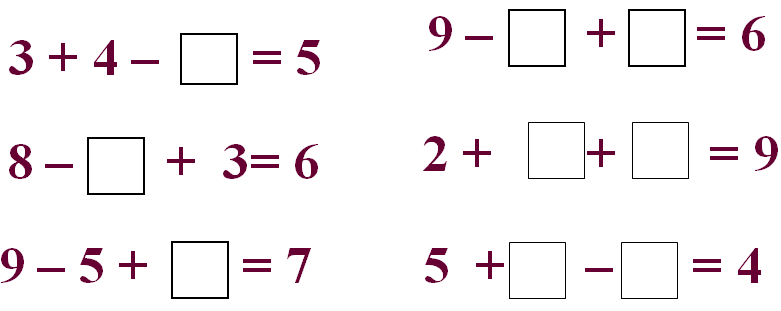 3 + 4 – □ = 5
8 – □ + 3 = 6
9 – 5 + □ = 7
9 – □ + □ = 6
2 + □ + □ = 9
5 + □ – □ = 4